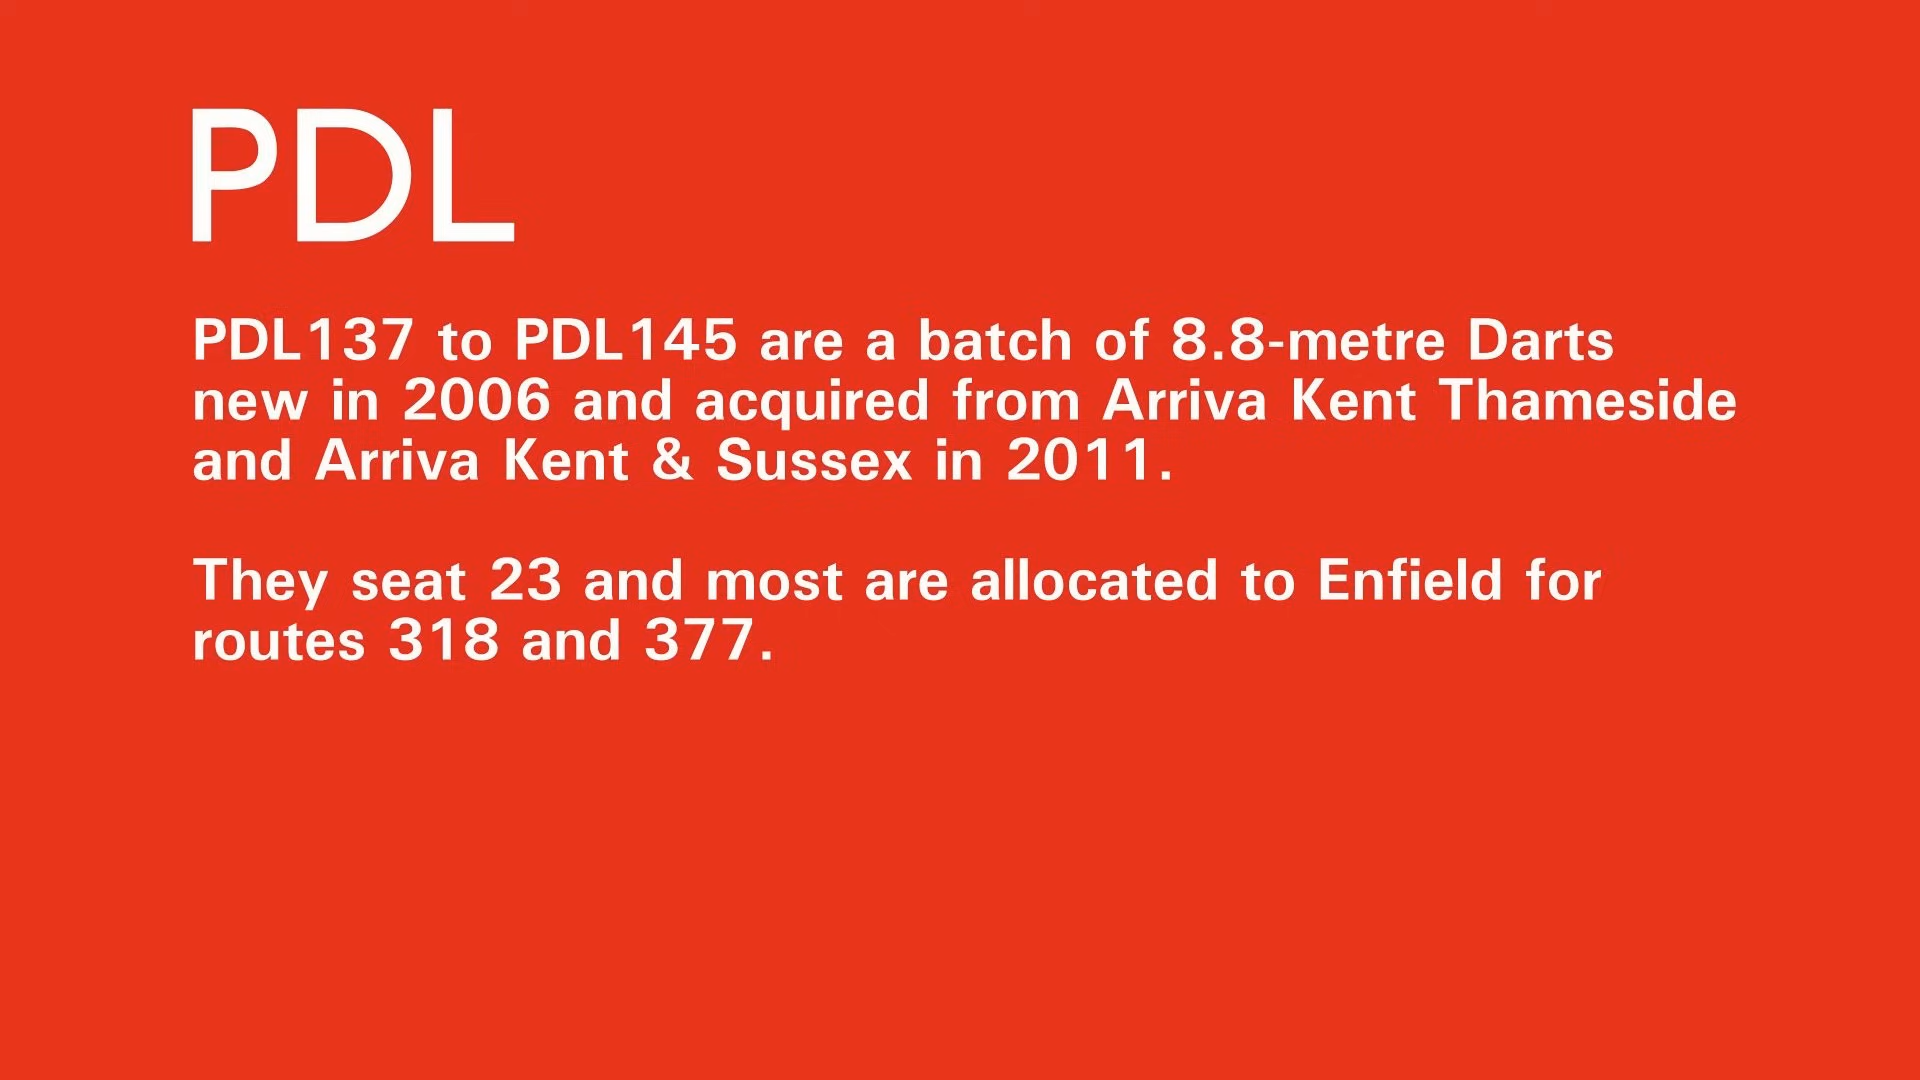 PDL
PDL137 to PDL145 are a batch of 8.8-metre Darts
new in 2006 and acquired from Arriva Kent Thameside
and Arriva Kent & Sussex in 2011.
They seat 23 and most are allocated to Enfield for
routes 318 and 377.